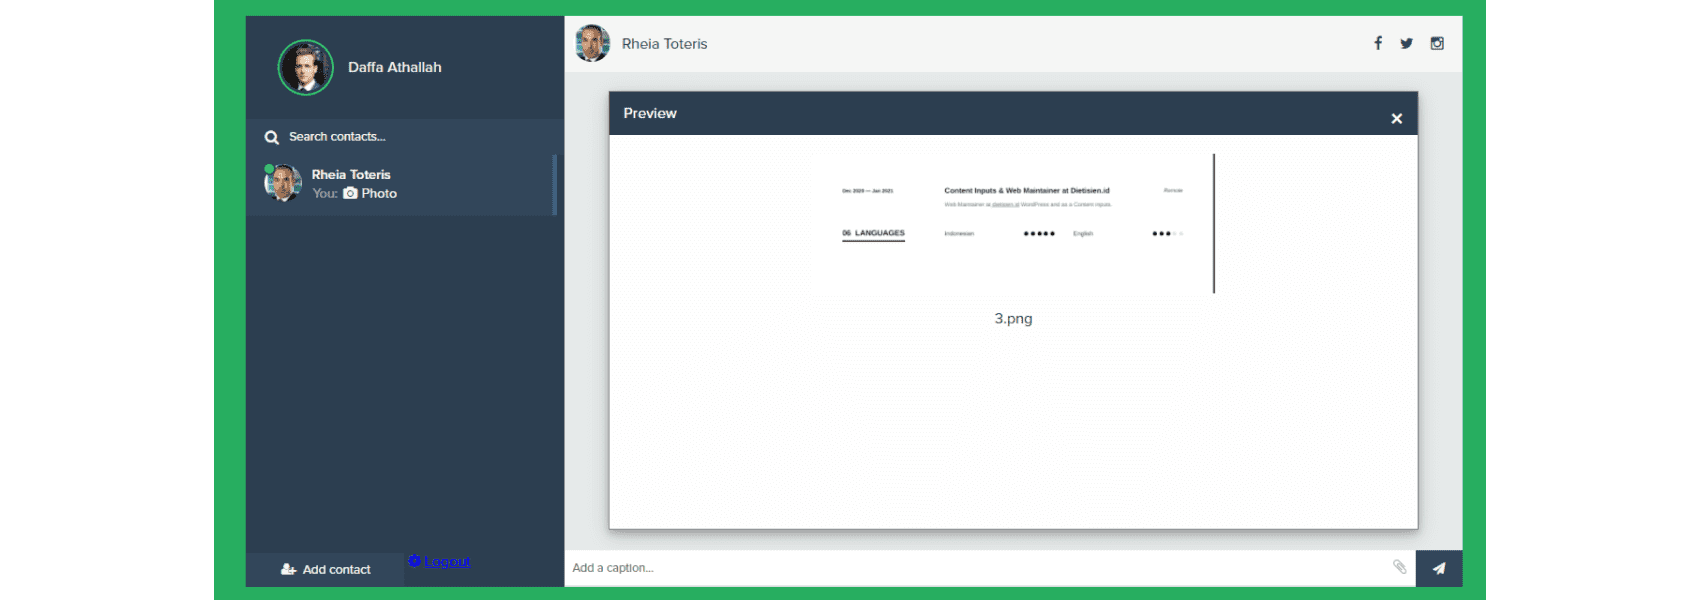 Daffa Athallah
Search contacts...
Rheia Toteris
You: Photo
Add contact
Logout
Rheia Toteris
Preview
Dec 2020 — Jan 2021
Content Inputs & Web Maintainer at Dietisien.id
Remote
Web Maintainer at dietisien.id WordPress and as a Content inputs.
06 LANGUAGES
Indonesian
English
3.png
Add a caption...